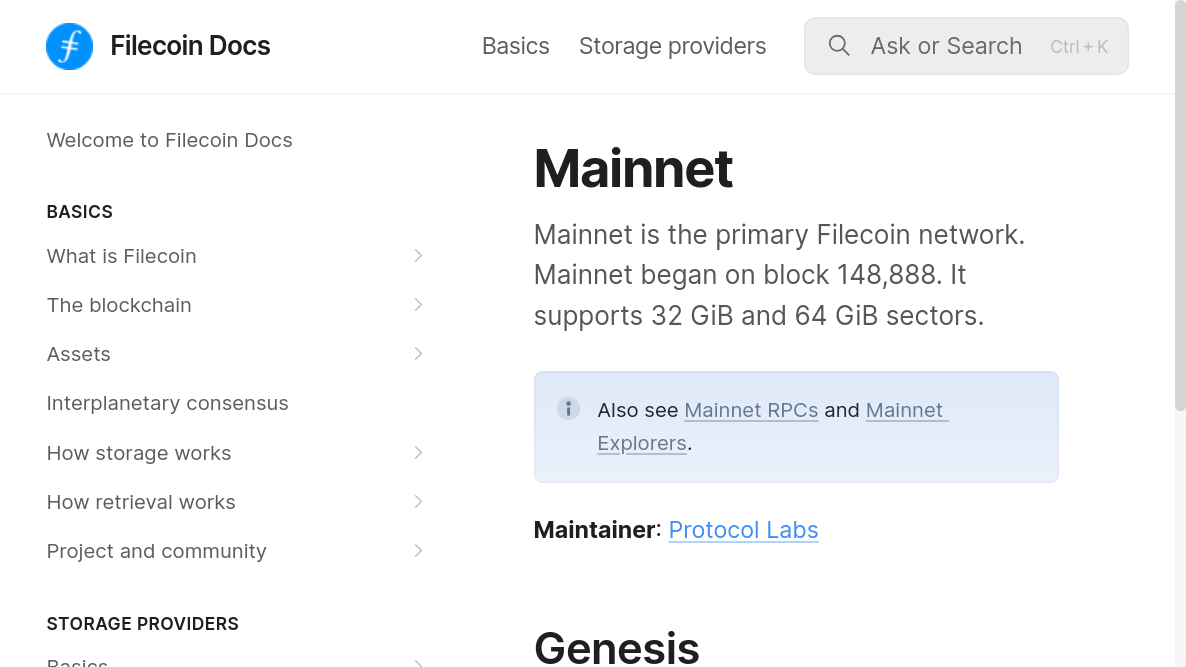 Filecoin Docs
Basics
Storage providers
Ask or Search
Ctrl + K
Welcome to Filecoin Docs
BASICS
What is Filecoin
The blockchain
Assets
Interplanetary consensus
How storage works
How retrieval works
Project and community
STORAGE PROVIDERS
Basics
Mainnet
Mainnet is the primary Filecoin network.
Mainnet began on block 148,888. It
supports 32 GiB and 64 GiB sectors.
Also see Mainnet RPCs and Mainnet
Explorers.
Maintainer: Protocol Labs
Genesis